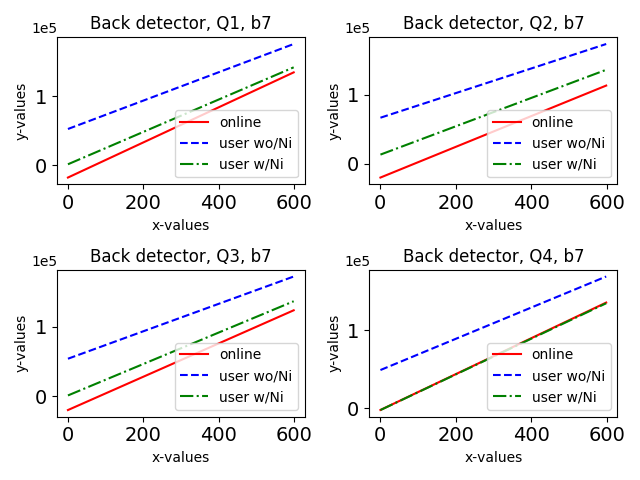 Back detector, Q1, b7
1e5
y-values
1
0
online
user wo/Ni
user w/Ni
0 200 400 600
x-values
Back detector, Q2, b7
1e5
y-values
1
0
online
user wo/Ni
user w/Ni
0 200 400 600
x-values
Back detector, Q3, b7
1e5
y-values
1
0
online
user wo/Ni
user w/Ni
0 200 400 600
x-values
Back detector, Q4, b7
1e5
y-values
1
0
online
user wo/Ni
user w/Ni
0 200 400 600
x-values